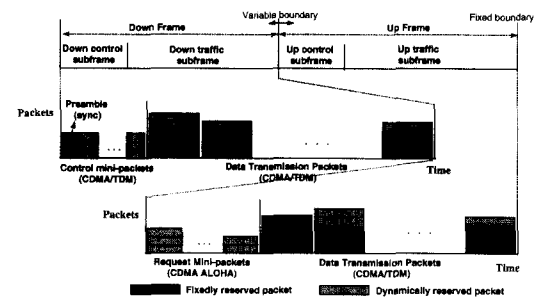 Variable boundary
Fixed boundary
Down Frame
Up Frame
Down control subframe
Down traffic subframe
Up control subframe
Up traffic subframe
Preamble (sync)
Packets
...
. . .
Control mini-packets (CDMA/TDM)
Data Transmission Packets (CDMA/TDM)
Time
Packets
...
. . .
Request Mini-packets (CDMA ALOHA)
Data Transmission Packets (CDMA/TDM)
Time
Fixedly reserved packet
Dynamically reserved packet